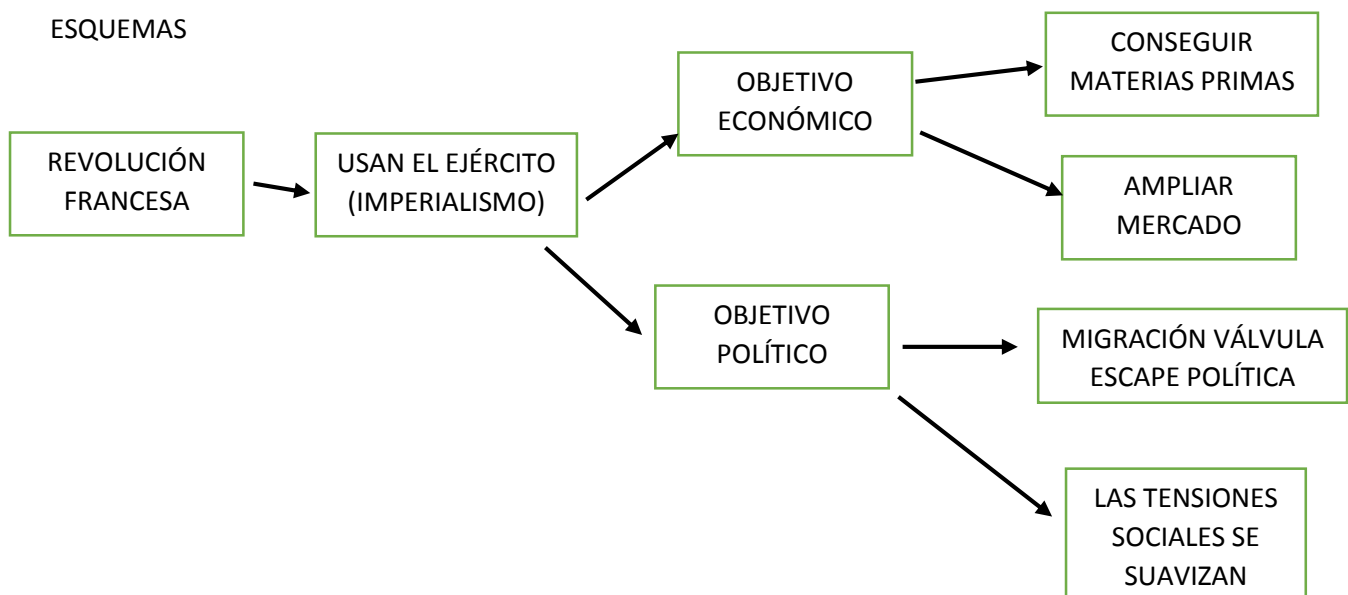 ESQUEMAS
REVOLUCIÓN
FRANCESA
USAN EL EJÉRCITO
(IMPERIALISMO)
OBJETIVO
ECONÓMICO
CONSEGUIR
MATERIAS PRIMAS
AMPLIAR
MERCADO
OBJETIVO
POLÍTICO
MIGRACIÓN VÁLVULA
ESCAPE POLÍTICA
LAS TENSIONES
SOCIALES SE
SUAVIZAN